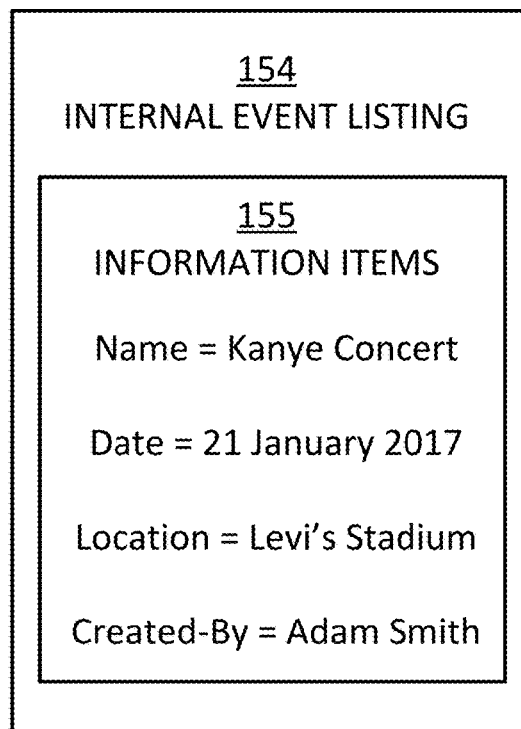 154
INTERNAL EVENT LISTING
155
INFORMATION ITEMS
Name = Kanye Concert
Date = 21 January 2017
Location = Levi’s Stadium
Created-By = Adam Smith